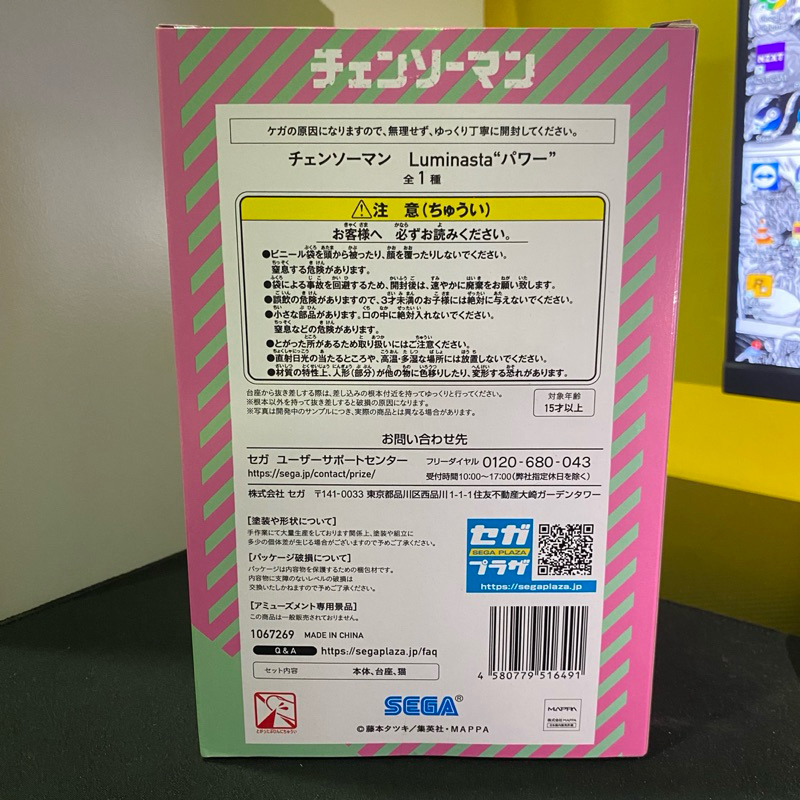 チェンソーマン
ケガの原因になりますので、無理せず、ゆっくり丁寧に開封してください。
チェンソーマン Luminasta“パワー”
全1種
注 意(ちゅうい)
お客様へ 必ずお読みください。
●ビニール袋を頭から被ったり、顔を覆ったりしないでください。
窒息する危険があります。
●袋による事故を回避するため、開封後は、速やかに廃棄をお願い致します。
●誤飲の危険がありますので、3才未満のお子様には絶対に与えないでください。
●小さな部品があります。口の中に絶対入れないでください。
窒息などの危険があります。
●とがった所があるため取り扱いにはご注意ください。
●直射日光の当たるところや、高温・多湿な場所には放置しないでください。
●材質の特性上、人形(部分)が他の物に色移りしたり、変形する恐れがあります。
台座から抜き差しする際は、差し込みの根本付近を持ってゆっくりと行ってください。
※根本以外を持って抜き差しすると破損の原因になります。
※写真は開発中のサンプルにつき、実際の商品とは異なる場合があります。
対象年齢
15才以上
お問い合わせ先
セガ ユーザーサポートセンター フリーダイヤル 0120-680-043
https://sega.jp/contact/prize/ 受付時間10:00~17:00(弊社指定休日を除く)
株式会社 セガ 〒141-0033 東京都品川区西品川1-1-1住友不動産大崎ガーデンタワー
[塗装や形状について]
手作業にて大量生産をしております関係上、塗装や組立に
多少の個体差が生じる場合がございますので予めご了承ください。
[パッケージ破損について]
パッケージは内容物を保護するための梱包材です。
内容物に支障のないレベルの破損は
交換いたしかねますので予めご了承ください。
セガ
SEGA PLAZA
プラザ
https://segaplaza.jp
[アミューズメント専用景品]
この商品は一般販売されておりません。
1067269 MADE IN CHINA
Q & A https://segaplaza.jp/faq
セット内容 本体、台座、猫
4 580779 516491
とがったぶひんにちゅうい
SEGA®
©藤本タツキ/集英社・MAPPA
MAPPA
株式会社MAPPA
NEXT
R